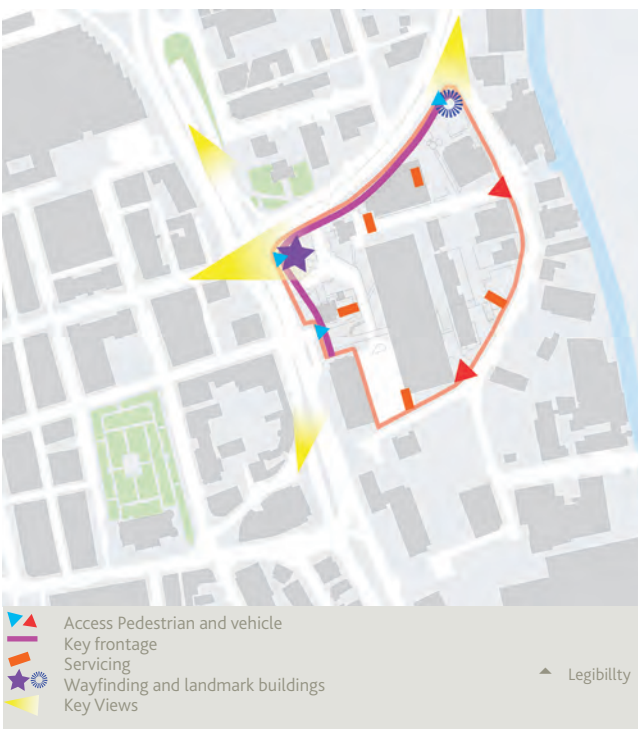 Access Pedestrian and vehicle
Key frontage
Servicing
Wayfinding and landmark buildings
Key Views
Legibillty